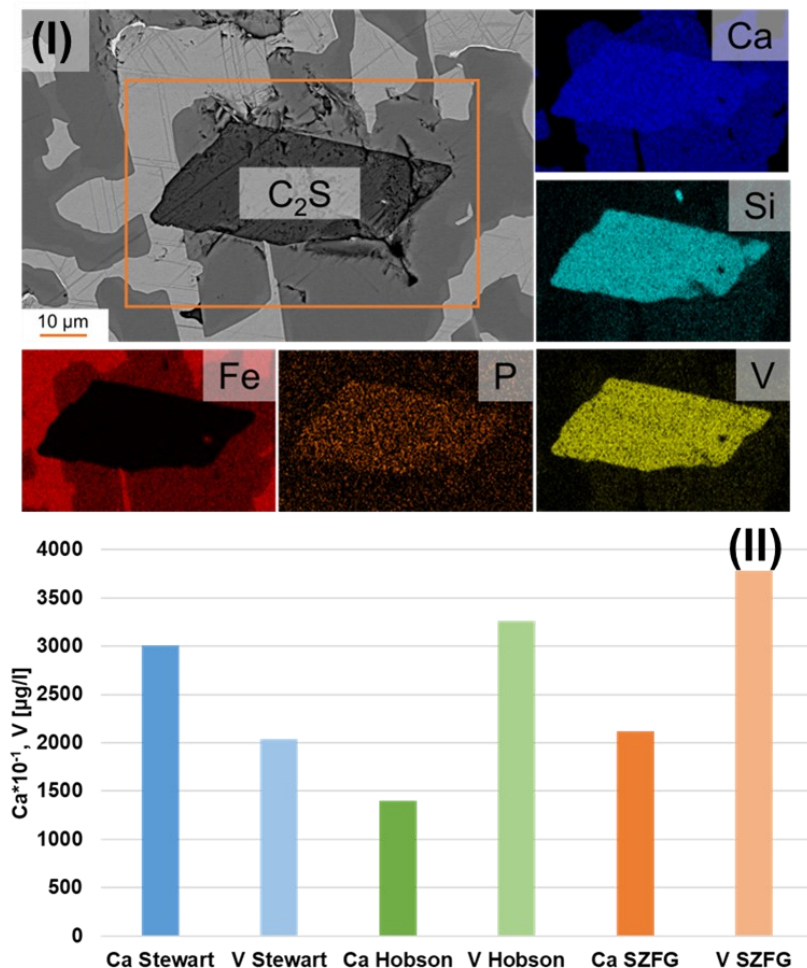 (I)
Ca
C₂S
Si
10 µm
Fe
P
V
(II)
4000
3500
3000
2500
2000
1500
1000
500
0
Ca*10⁻¹, V [µg/l]
Ca Stewart
V Stewart
Ca Hobson
V Hobson
Ca SZFG
V SZFG